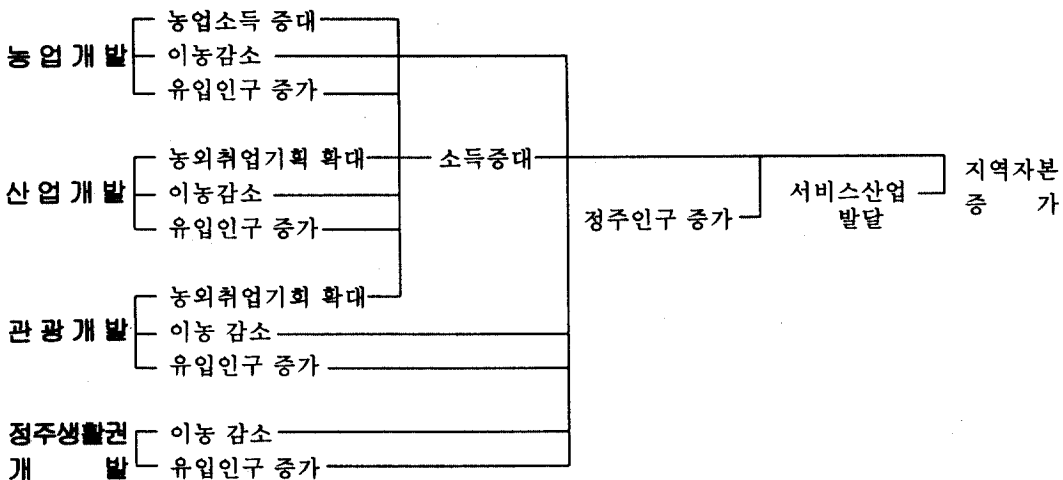 농업개발
농업소득 증대
이농감소
유입인구 증가
산업개발
농외취업기획 확대
이농감소
유입인구 증가
소득증대
정주인구 증가
서비스산업
발달
지역자본
증 가
관광개발
농외취업기회 확대
이농 감소
유입인구 증가
정주생활권
개 발
이농 감소
유입인구 증가